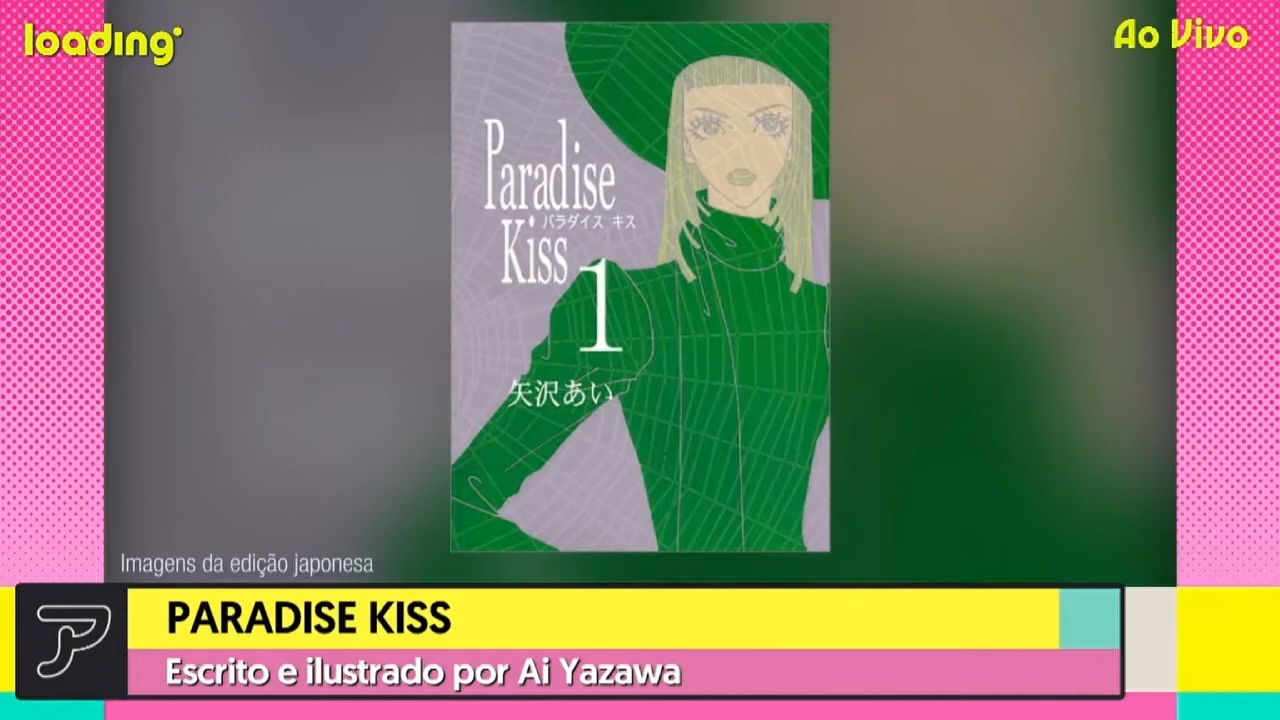 loading
Ao Vivo
Paradise
パラダイス キス
Kiss
1
矢沢あい
Imagens da edição japonesa
PARADISE KISS
Escrito e ilustrado por Ai Yazawa